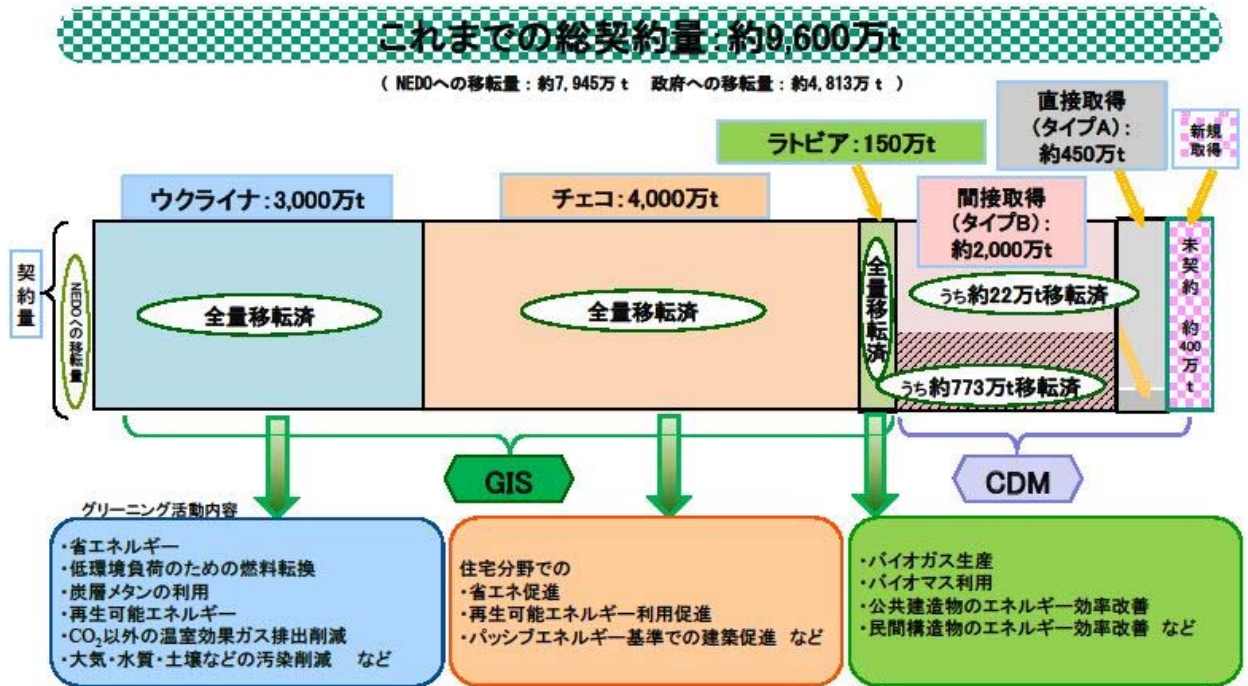 これまでの総契約量：約9,600万t
（ NEDOへの移転量：約7,945万ｔ　政府への移転量：約4,813万ｔ ）
直接取得
（タイプA）：
約450万t
新規
取得
ラトビア：150万t
ウクライナ：3,000万t
チェコ：4,000万t
間接取得
（タイプB）：
約2,000万t
契約量
NEDOへの移転量
全量移転済
全量移転済
全量移転済
うち約22万t移転済
うち約773万t移転済
未契約　約400万t
GIS
CDM
グリーニング活動内容
・省エネルギー
・低環境負荷のための燃料転換
・炭層メタンの利用
・再生可能エネルギー
・CO₂以外の温室効果ガス排出削減
・大気・水質・土壌などの汚染削減　など
住宅分野での
・省エネ促進
・再生可能エネルギー利用促進
・パッシブエネルギー基準での建築促進 など
・バイオガス生産
・バイオマス利用
・公共建造物のエネルギー効率改善
・民間構造物のエネルギー効率改善 など